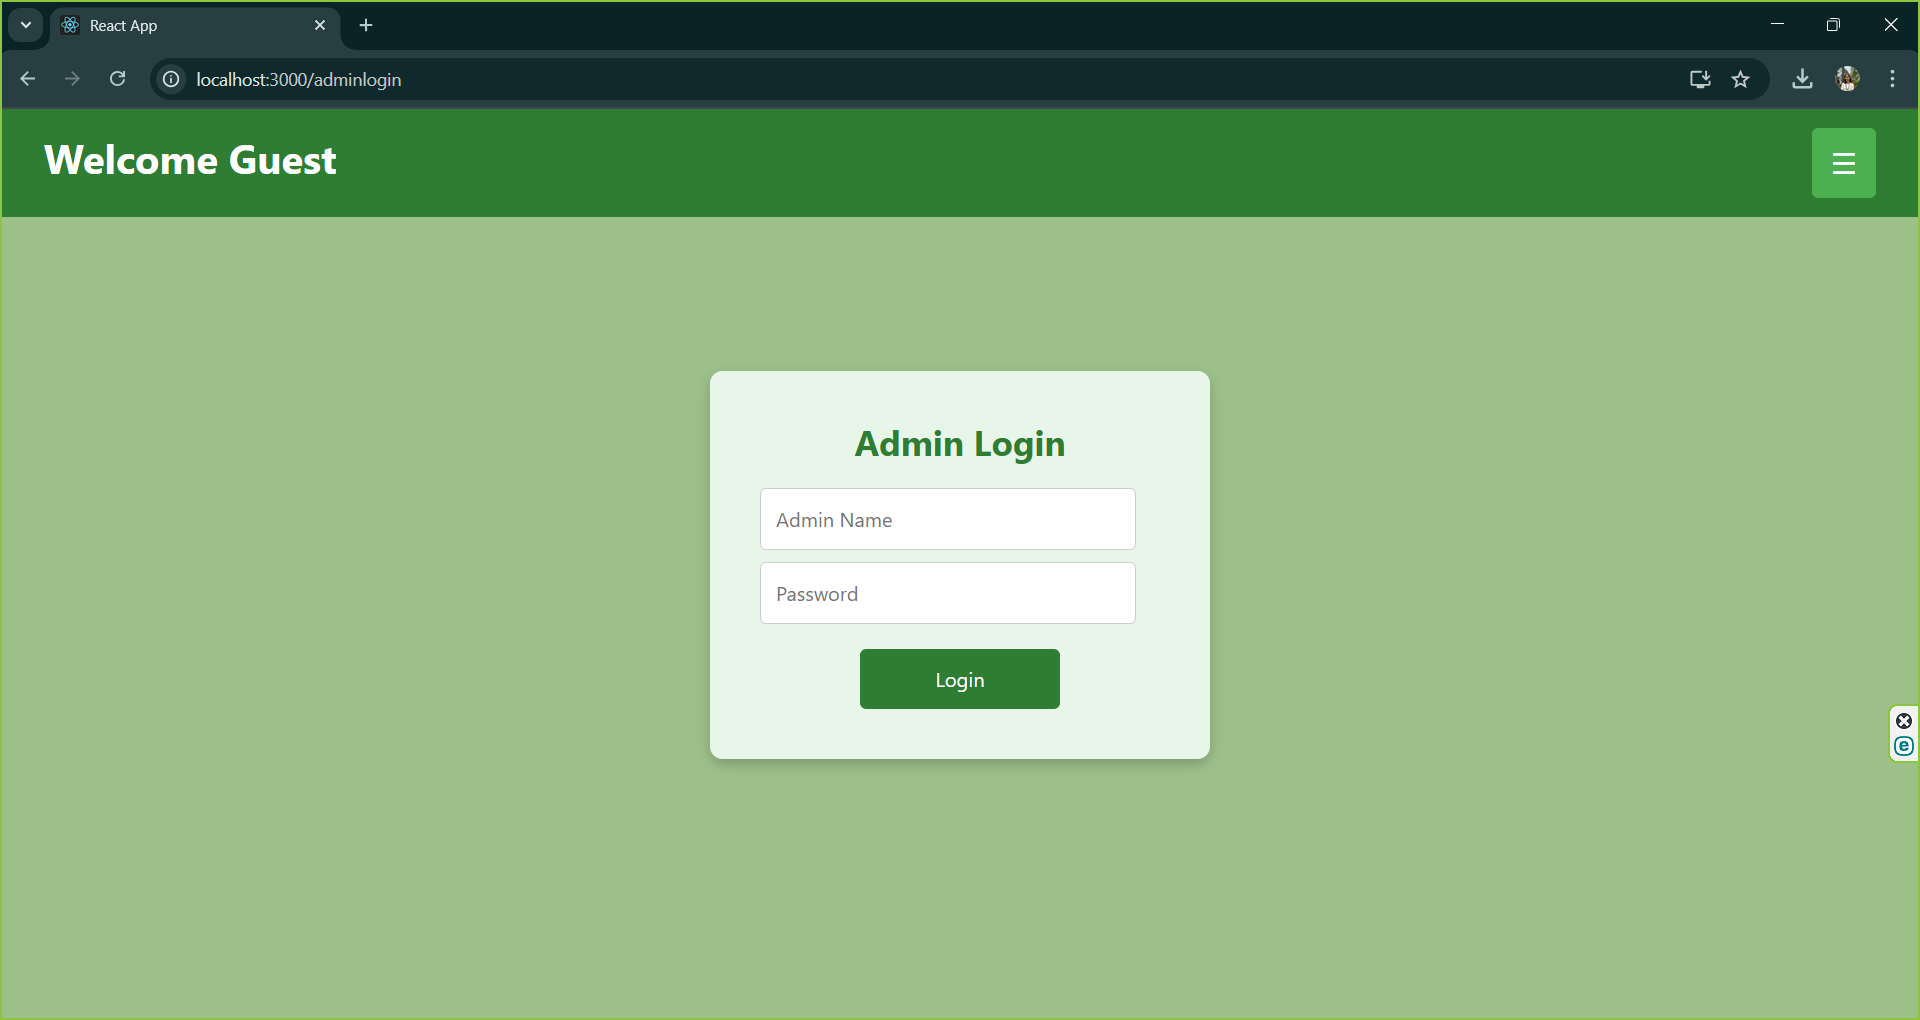 React App
localhost:3000/adminlogin
Welcome Guest
Admin Login
Admin Name
Password
Login
e